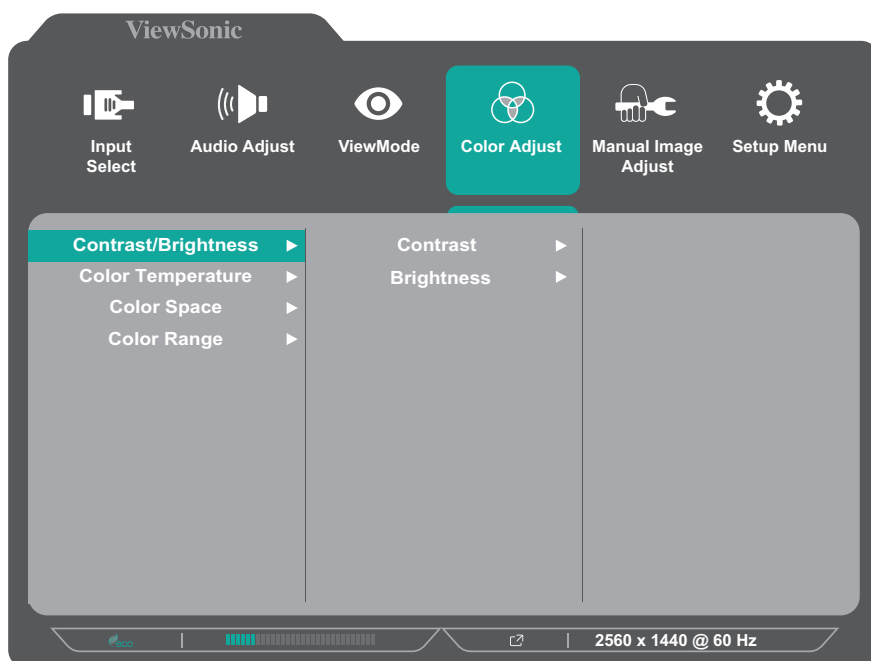 ViewSonic
Input
Select
Audio Adjust
ViewMode
Color Adjust
Manual Image
Adjust
Setup Menu
Contrast/Brightness
Color Temperature
Color Space
Color Range
Contrast
Brightness
eco
2560 x 1440 @ 60 Hz